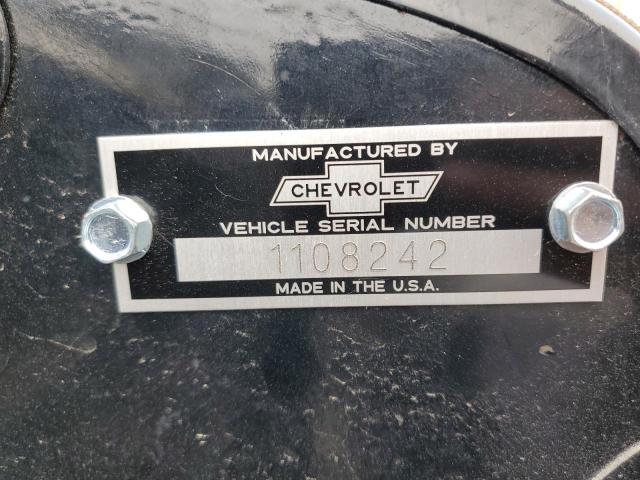 MANUFACTURED BY
CHEVROLET
VEHICLE SERIAL NUMBER
1108242
MADE IN THE U.S.A.